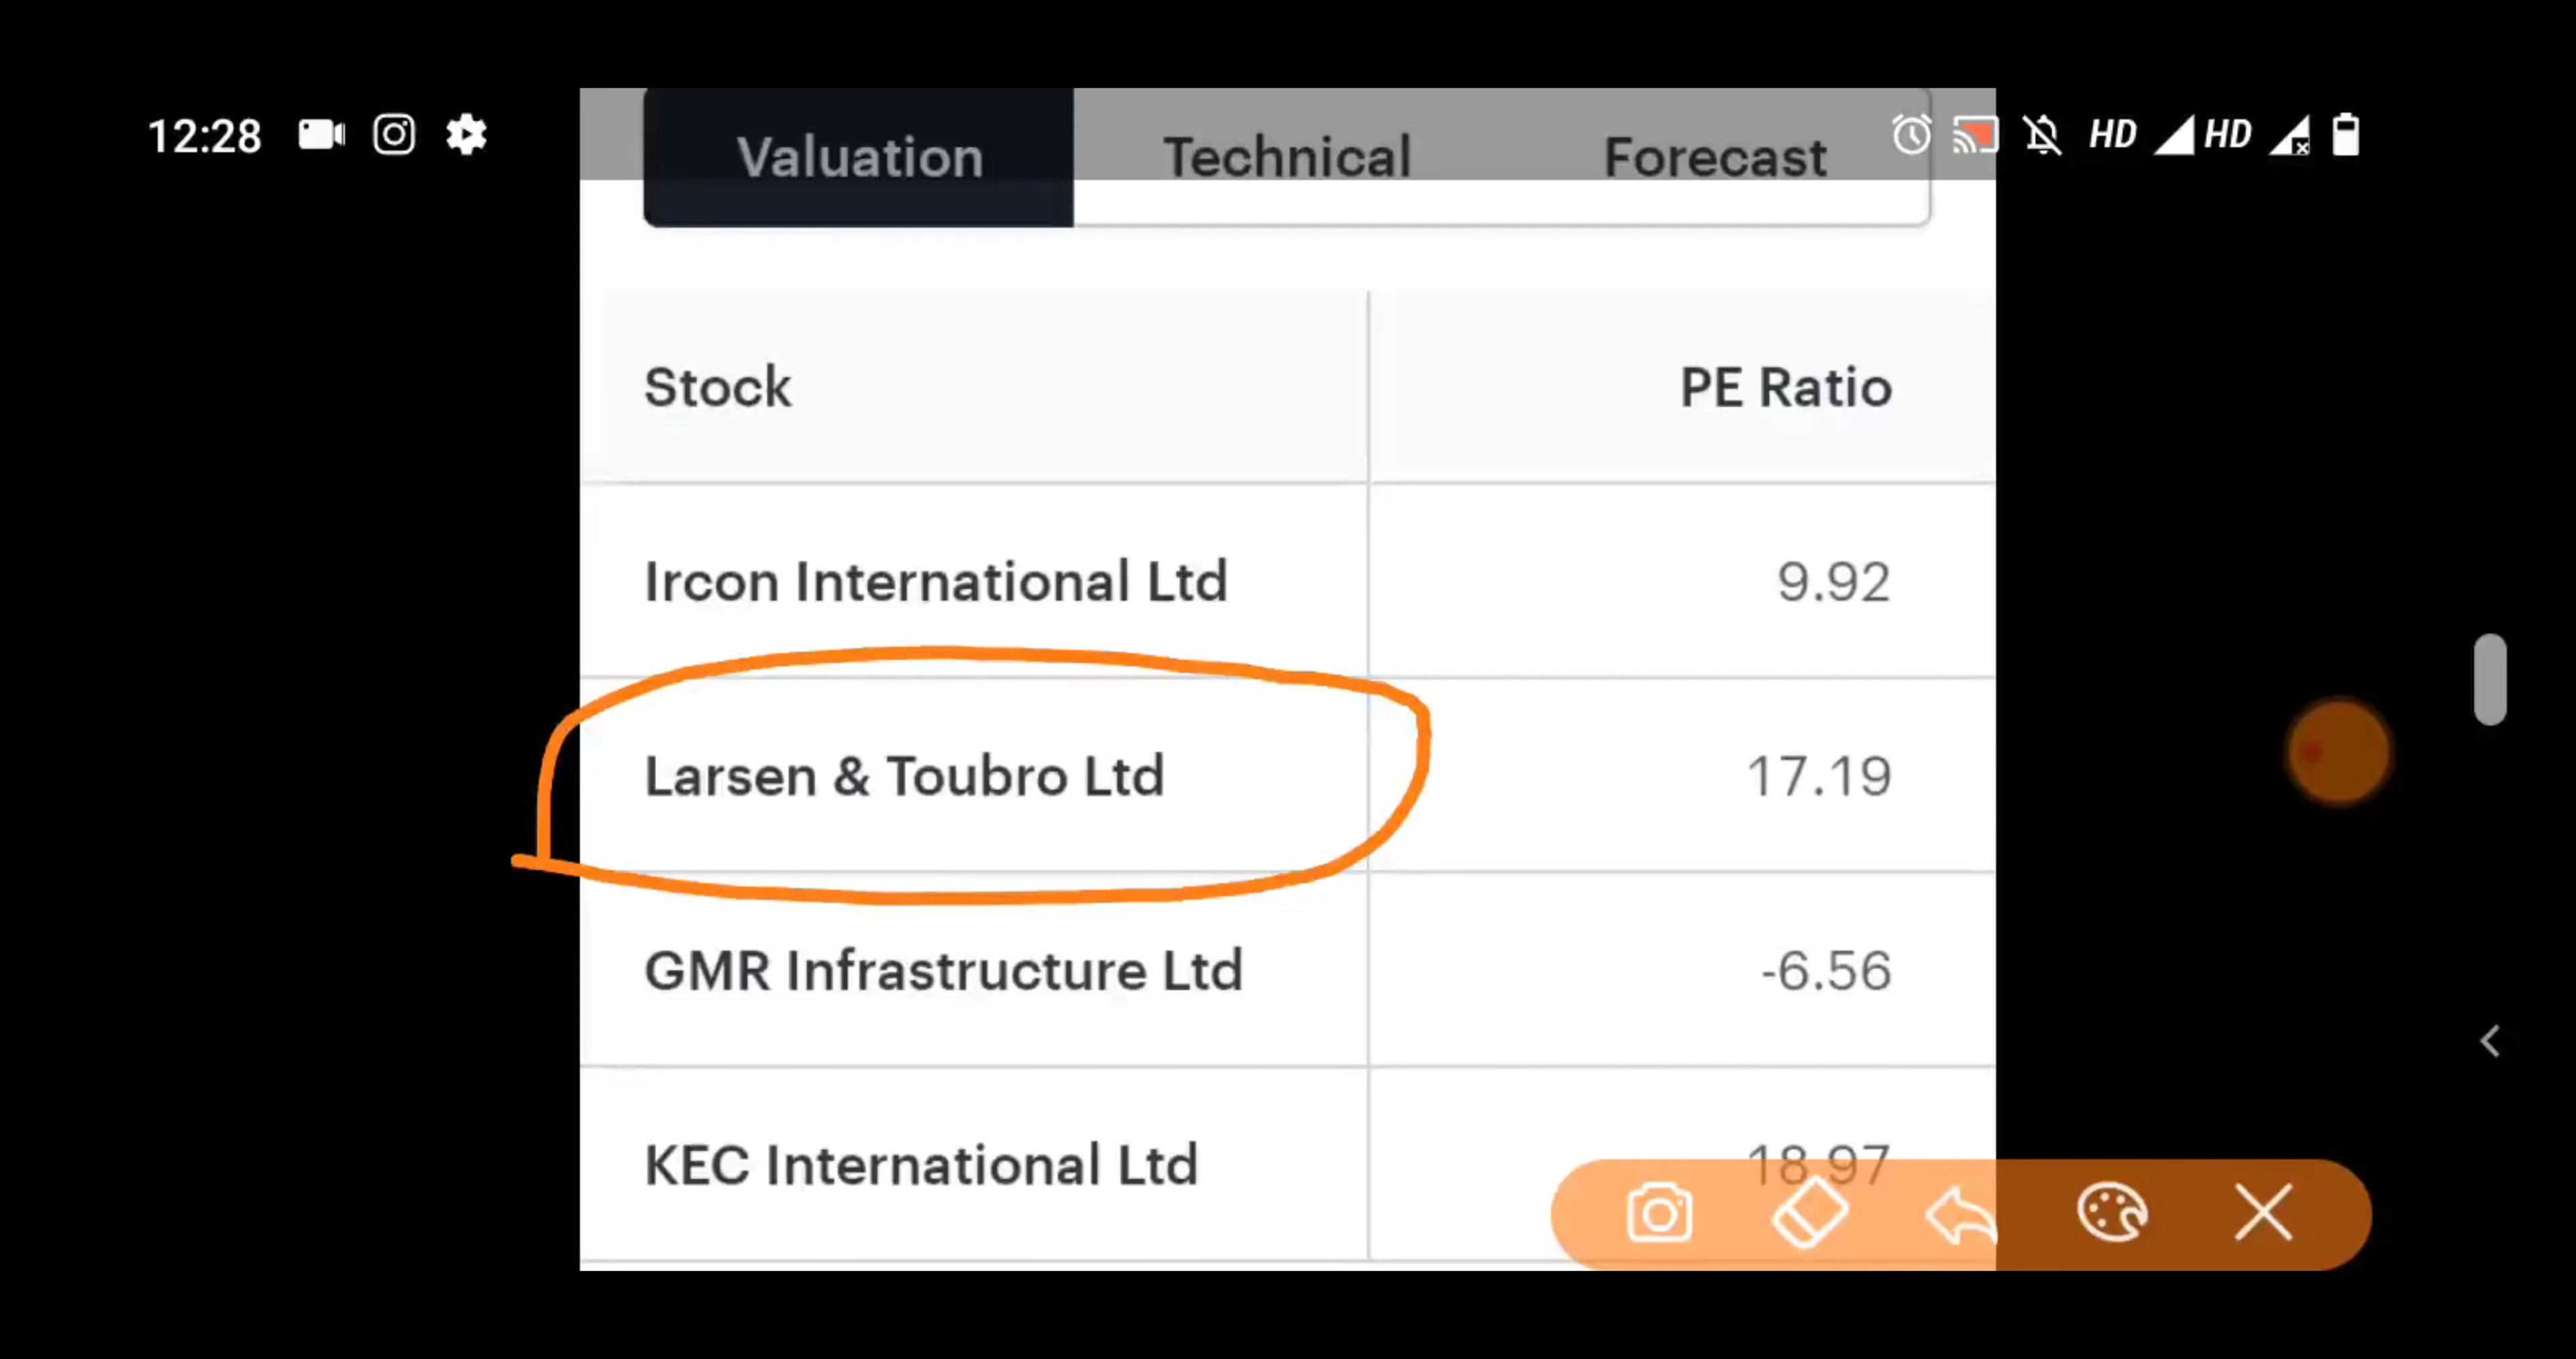 12:28 HD HD
Valuation Technical Forecast
Stock PE Ratio
Ircon International Ltd 9.92
Larsen & Toubro Ltd 17.19
GMR Infrastructure Ltd -6.56
KEC International Ltd 18.97